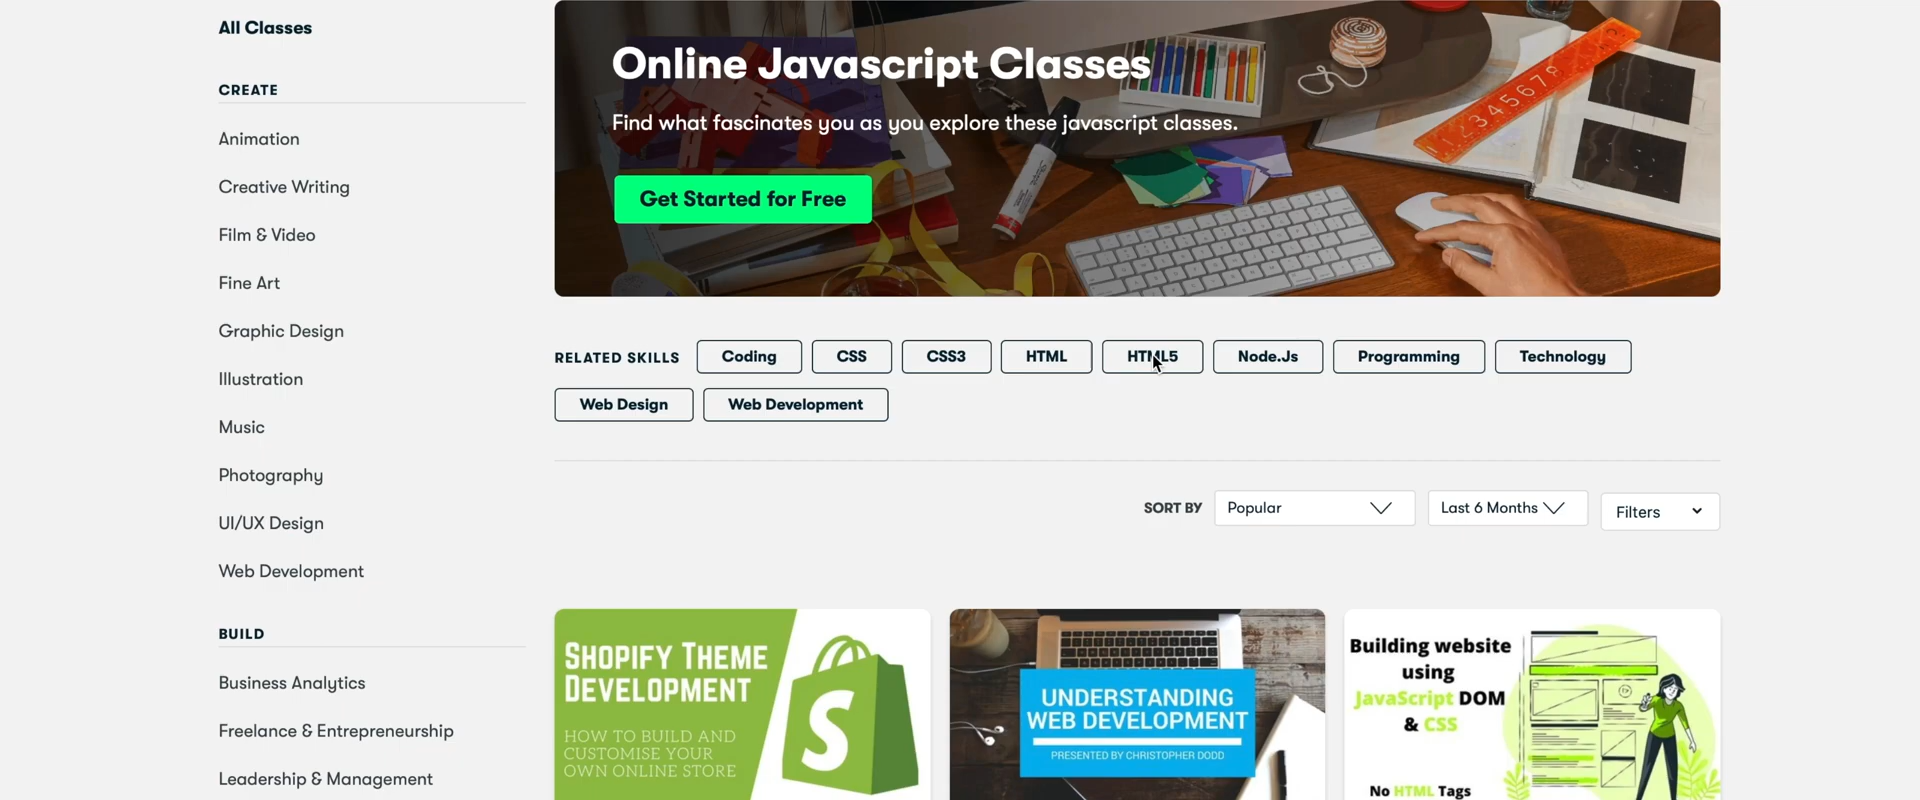 All Classes
CREATE
Animation
Creative Writing
Film & Video
Fine Art
Graphic Design
Illustration
Music
Photography
UI/UX Design
Web Development
BUILD
Business Analytics
Freelance & Entrepreneurship
Leadership & Management
Online Javascript Classes
Find what fascinates you as you explore these javascript classes.
Get Started for Free
123456789
RELATED SKILLS Coding CSS CSS3 HTML HTML5 Node.Js Programming Technology
Web Design Web Development
SORT BY Popular Last 6 Months Filters
SHOPIFY THEME
DEVELOPMENT
HOW TO BUILD AND
CUSTOMISE YOUR
OWN ONLINE STORE
S
UNDERSTANDING
WEB DEVELOPMENT
PRESENTED BY CHRISTOPHER DODD
Building website
using
JavaScript DOM
& CSS
No HTML Tags